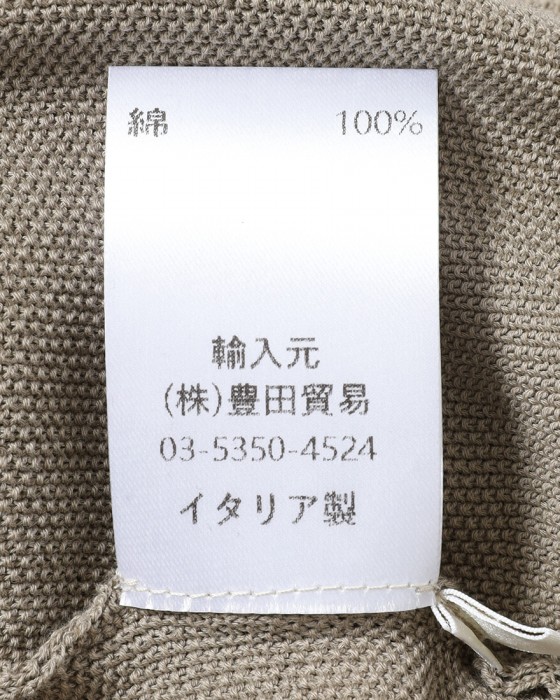 綿 100%
輸入元
(株)豊田貿易
03-5350-4524
イタリア製